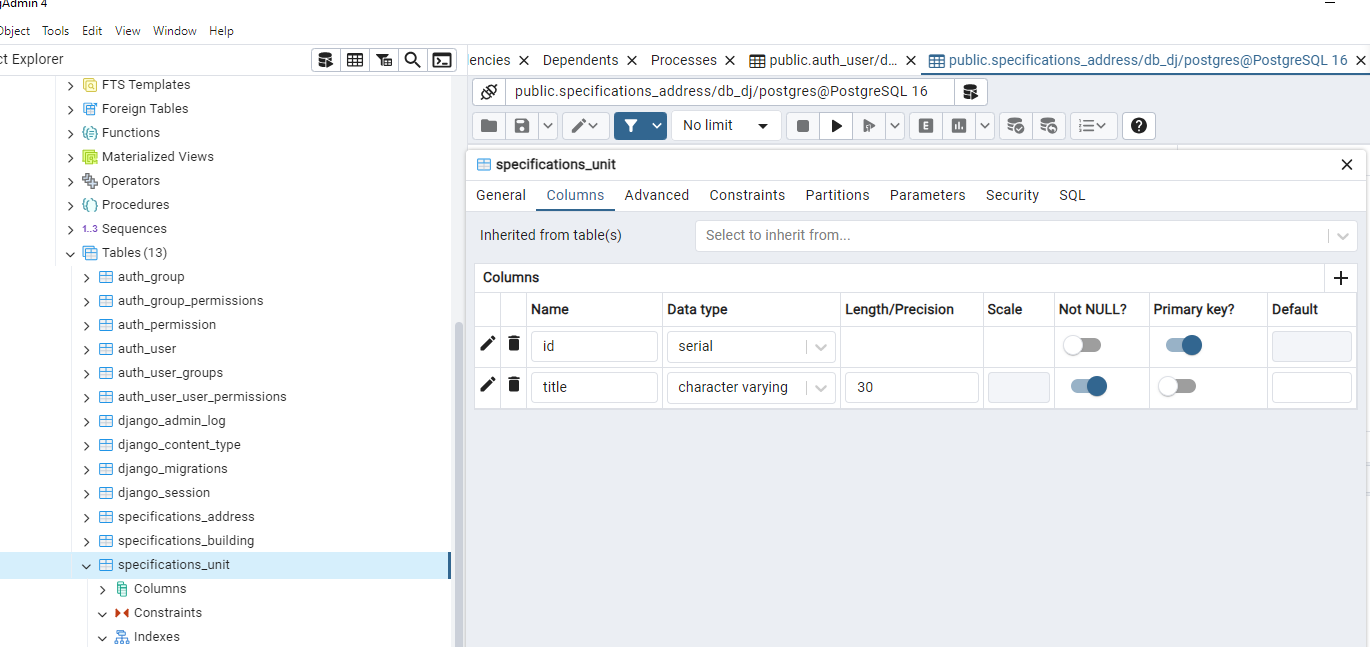 gAdmin 4
Object Tools Edit View Window Help
ct Explorer
FTS Templates
Foreign Tables
Functions
Materialized Views
Operators
Procedures
1..3 Sequences
Tables (13)
auth_group
auth_group_permissions
auth_permission
auth_user
auth_user_groups
auth_user_user_permissions
django_admin_log
django_content_type
django_migrations
django_session
specifications_address
specifications_building
specifications_unit
Columns
Constraints
Indexes
encies Dependents Processes public.auth_user/d... public.specifications_address/db_dj/postgres@PostgreSQL 16
public.specifications_address/db_dj/postgres@PostgreSQL 16
No limit E
specifications_unit
General Columns Advanced Constraints Partitions Parameters Security SQL
Inherited from table(s) Select to inherit from...
Columns
Name Data type Length/Precision Scale Not NULL? Primary key? Default
id serial
title character varying 30